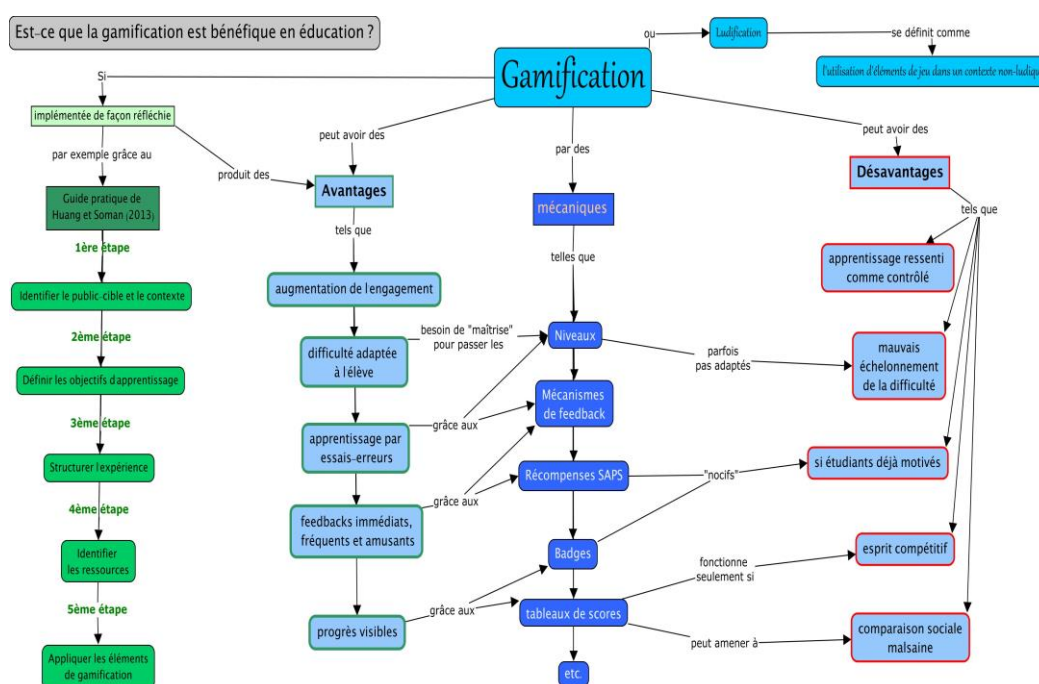 Est-ce que la gamification est bénéfique en éducation ?
Gamification
ou
Ludification
se définit comme
l'utilisation d'éléments de jeu dans un contexte non-ludique
Si
implémentée de façon réfléchie
par exemple grâce au
produit des
Guide pratique de
Huang et Soman (2013)
1ère étape
Identifier le public-cible et le contexte
2ème étape
Définir les objectifs d'apprentissage
3ème étape
Structurer l'expérience
4ème étape
Identifier
les ressources
5ème étape
Appliquer les éléments
de gamification
peut avoir des
Avantages
tels que
augmentation de l'engagement
difficulté adaptée
à l'élève
besoin de "maîtrise"
pour passer les
apprentissage par
essais-erreurs
grâce aux
feedbacks immédiats,
fréquents et amusants
grâce aux
progrès visibles
grâce aux
par des
mécaniques
telles que
Niveaux
Mécanismes
de feedback
Récompenses SAPS
Badges
tableaux de scores
etc.
parfois
pas adaptés
"nocifs"
fonctionne
seulement si
peut amener à
peut avoir des
Désavantages
tels que
apprentissage ressenti
comme contrôlé
mauvais
échelonnement
de la difficulté
si étudiants déjà motivés
esprit compétitif
comparaison sociale
malsaine